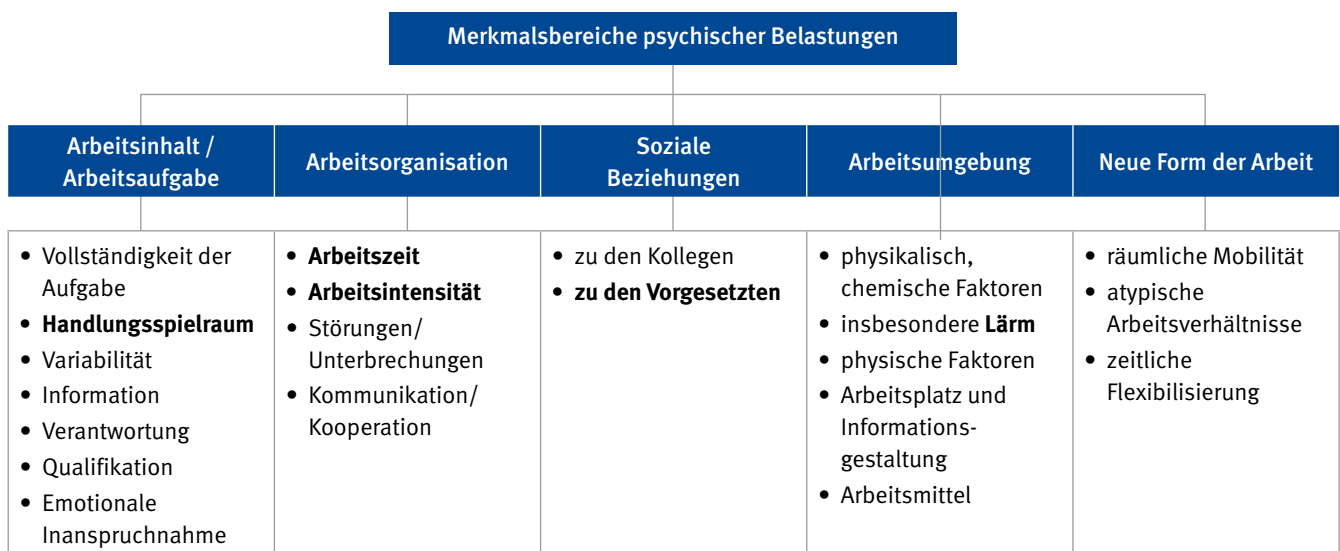 Merkmalsbereiche psychischer Belastungen
Arbeitsinhalt /
Arbeitsaufgabe
Arbeitsorganisation
Soziale
Beziehungen
Arbeitsumgebung
Neue Form der Arbeit
• Vollständigkeit der
Aufgabe
• Handlungsspielraum
• Variabilität
• Information
• Verantwortung
• Qualifikation
• Emotionale
Inanspruchnahme
• Arbeitszeit
• Arbeitsintensität
• Störungen/
Unterbrechungen
• Kommunikation/
Kooperation
• zu den Kollegen
• zu den Vorgesetzten
• physikalisch,
chemische Faktoren
• insbesondere Lärm
• physische Faktoren
• Arbeitsplatz und
Informations-
gestaltung
• Arbeitsmittel
• räumliche Mobilität
• atypische
Arbeitsverhältnisse
• zeitliche
Flexibilisierung